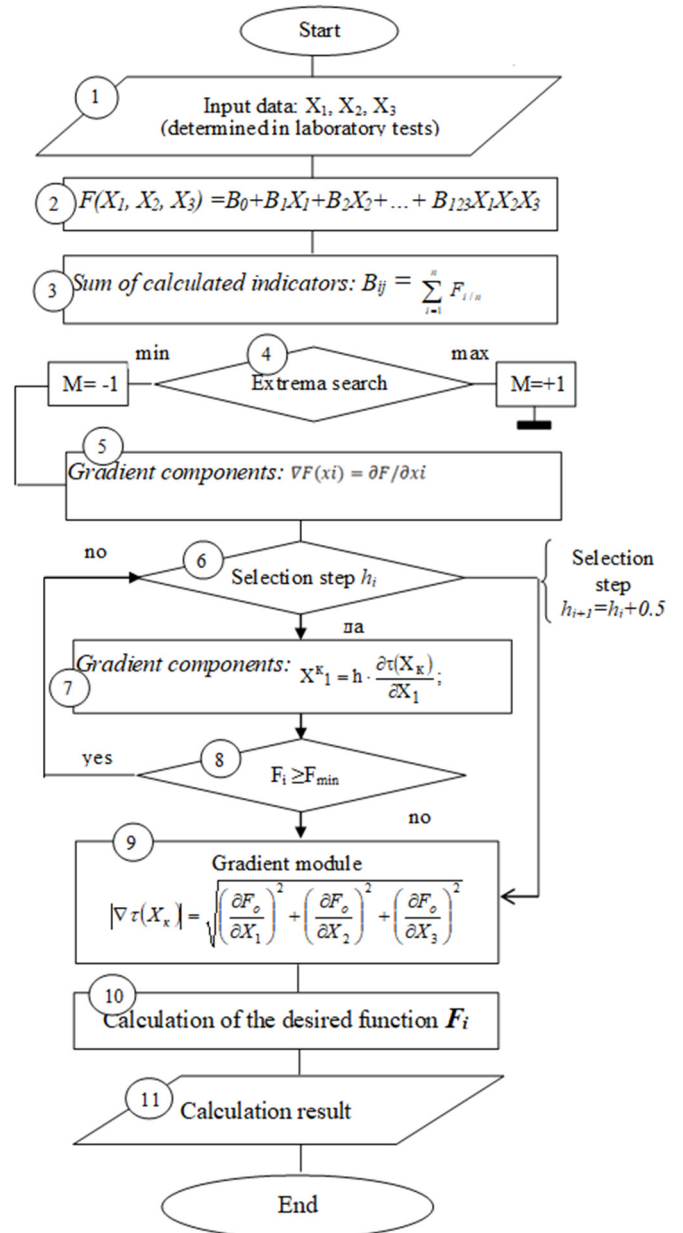 Start
1
Input data: X₁, X₂, X₃
(determined in laboratory tests)
2
F(X₁, X₂, X₃) =B₀+B₁X₁+B₂X₂+…+ B₁₂₃X₁X₂X₃
3
Sum of calculated indicators: Bᵢⱼ = ∑ⁿᵢ₌₁ Fᵢ/ₙ
4
min
max
M= -1
Extrema search
M=+1
5
Gradient components: ∇F(xi) = ∂F/∂xi
no
6
Selection step hᵢ
Selection
step
hᵢ₊₁=hᵢ+0.5
да
7
Gradient components: Xᴷ₁ = h · ∂τ(Xₖ)/∂X₁;
yes
8
Fᵢ ≥Fₘᵢₙ
no
9
Gradient module
|∇τ(Xₖ)| = √((∂Fₒ/∂X₁)² + (∂Fₒ/∂X₂)² + (∂Fₒ/∂X₃)²)
10
Calculation of the desired function Fᵢ
11
Calculation result
End